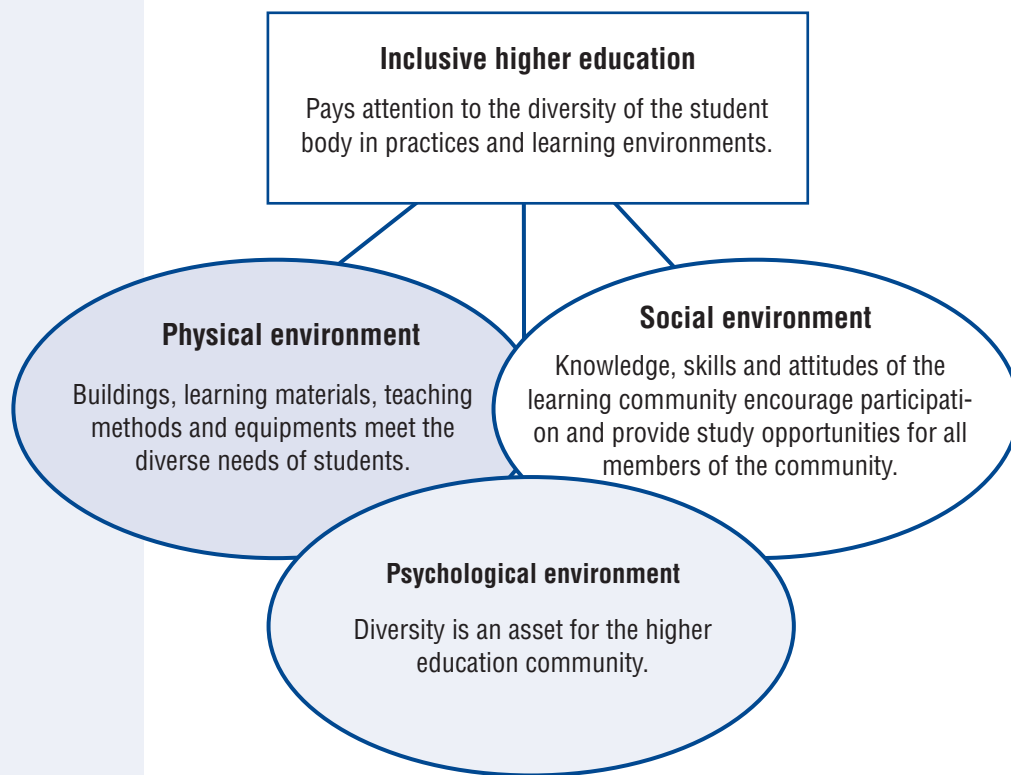 Inclusive higher education
Pays attention to the diversity of the student
body in practices and learning environments.
Physical environment
Buildings, learning materials, teaching
methods and equipments meet the
diverse needs of students.
Social environment
Knowledge, skills and attitudes of the
learning community encourage participati-
on and provide study opportunities for all
members of the community.
Psychological environment
Diversity is an asset for the higher
education community.